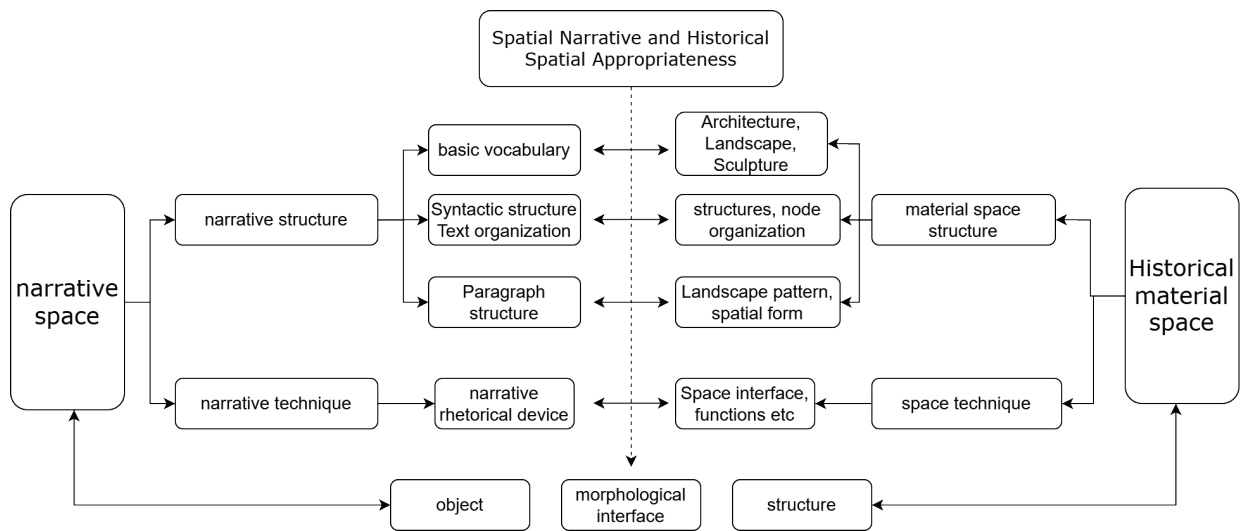 Spatial Narrative and Historical
Spatial Appropriateness
basic vocabulary
Architecture,
Landscape,
Sculpture
narrative structure
Syntactic structure
Text organization
structures, node
organization
material space
structure
narrative
space
Historical
material
space
Paragraph
structure
Landscape pattern,
spatial form
narrative technique
narrative
rhetorical device
Space interface,
functions etc
space technique
object
morphological
interface
structure